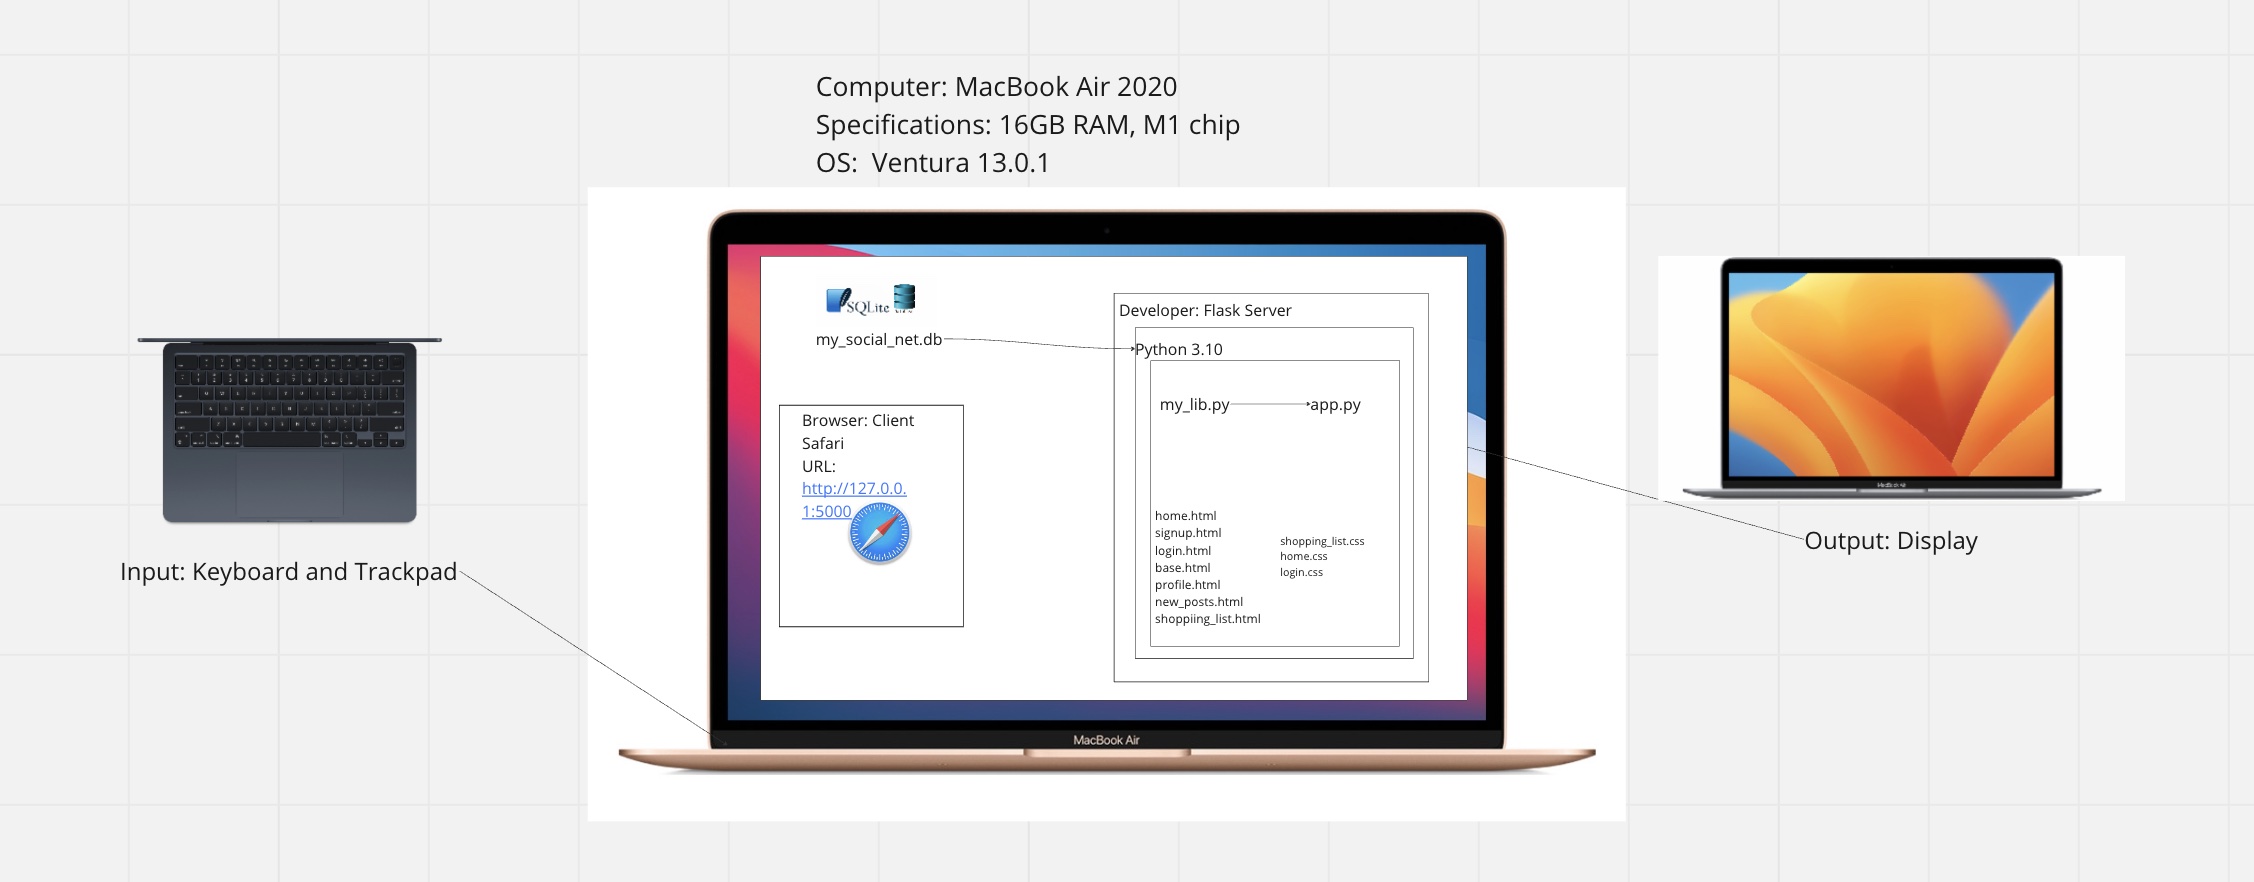 Computer: MacBook Air 2020
Specifications: 16GB RAM, M1 chip
OS:  Ventura 13.0.1
SQLite
my_social_net.db
Developer: Flask Server
Python 3.10
my_lib.py
app.py
Browser: Client
Safari
URL:
http://127.0.0.
1:5000
home.html
signup.html
login.html
base.html
profile.html
new_posts.html
shoppiing_list.html
shopping_list.css
home.css
login.css
MacBook Air
Input: Keyboard and Trackpad
MacBook Air
Output: Display